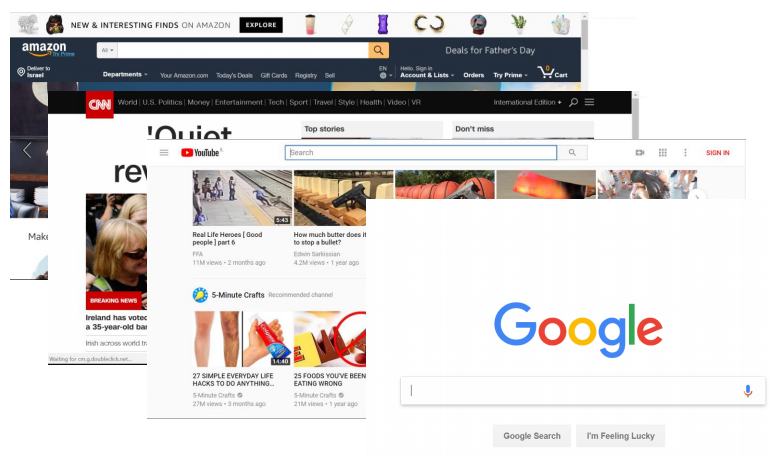 NEW & INTERESTING FINDS ON AMAZON EXPLORE
amazon
Try Prime
All
Deals for Father's Day
Deliver to
Israel
Departments
Your Amazon.com Today's Deals Gift Cards Registry Sell
EN
Hello. Sign in
Account & Lists
Orders
Try Prime
0
Cart
CNN
World | U.S. Politics | Money | Entertainment | Tech | Sport | Travel | Style | Health | Video | VR
International Edition +
'Quiet
rev
Top stories
Don't miss
Make
BREAKING NEWS
Ireland has voted
a 35-year-old ban
Irish across world tr
Waiting for cm.g.doubleclick.net...
YouTube
Search
SIGN IN
5:43
Real Life Heroes [ Good
people ] part 6
FFA
11M views • 2 months ago
How much butter does it
to stop a bullet?
Edwin Sarkissian
4.2M views • 1 year ago
5-Minute Crafts Recommended channel
14:40
27 SIMPLE EVERYDAY LIFE
HACKS TO DO ANYTHING...
5-Minute Crafts
27M views • 3 months ago
25 FOODS YOU'VE BEEN
EATING WRONG
5-Minute Crafts
21M views • 1 year ago
Google
Google Search
I'm Feeling Lucky